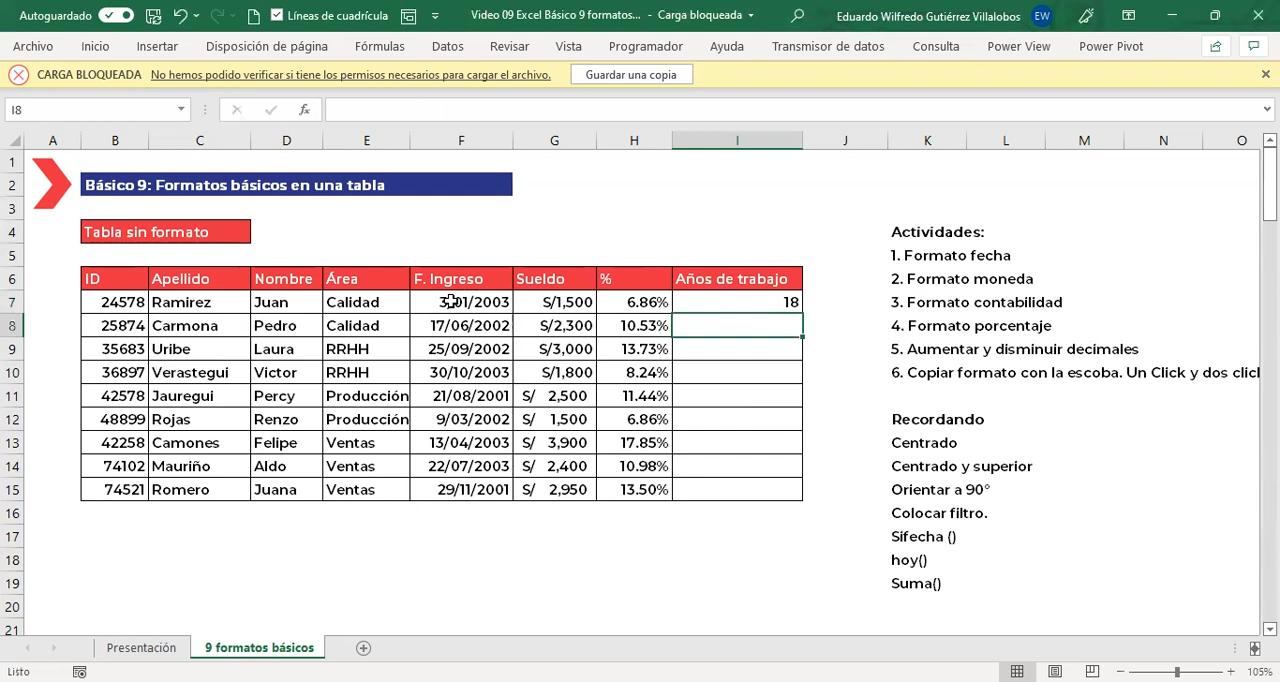 Autoguardado Líneas de cuadrícula Video 09 Excel Básico 9 formatos... - Carga bloqueada Eduardo Wilfredo Gutiérrez Villalobos EW
Archivo Inicio Insertar Disposición de página Fórmulas Datos Revisar Vista Programador Ayuda Transmisor de datos Consulta Power View Power Pivot
CARGA BLOQUEADA No hemos podido verificar si tiene los permisos necesarios para cargar el archivo. Guardar una copia
I8 fx
A B C D E F G H I J K L M N O
1
2 Básico 9: Formatos básicos en una tabla
3
4 Tabla sin formato Actividades:
5 1. Formato fecha
6 ID Apellido Nombre Área F. Ingreso Sueldo % Años de trabajo 2. Formato moneda
7 24578 Ramirez Juan Calidad 3/01/2003 S/1,500 6.86% 18 3. Formato contabilidad
8 25874 Carmona Pedro Calidad 17/06/2002 S/2,300 10.53% 4. Formato porcentaje
9 35683 Uribe Laura RRHH 25/09/2002 S/3,000 13.73% 5. Aumentar y disminuir decimales
10 36897 Verastegui Victor RRHH 30/10/2003 S/1,800 8.24% 6. Copiar formato con la escoba. Un Click y dos clic
11 42578 Jauregui Percy Producción 21/08/2001 S/ 2,500 11.44%
12 48899 Rojas Renzo Producción 9/03/2002 S/ 1,500 6.86% Recordando
13 42258 Camones Felipe Ventas 13/04/2003 S/ 3,900 17.85% Centrado
14 74102 Mauriño Aldo Ventas 22/07/2003 S/ 2,400 10.98% Centrado y superior
15 74521 Romero Juana Ventas 29/11/2001 S/ 2,950 13.50% Orientar a 90°
16 Colocar filtro.
17 Sifecha ()
18 hoy()
19 Suma()
20
21
Presentación 9 formatos básicos
Listo 105%